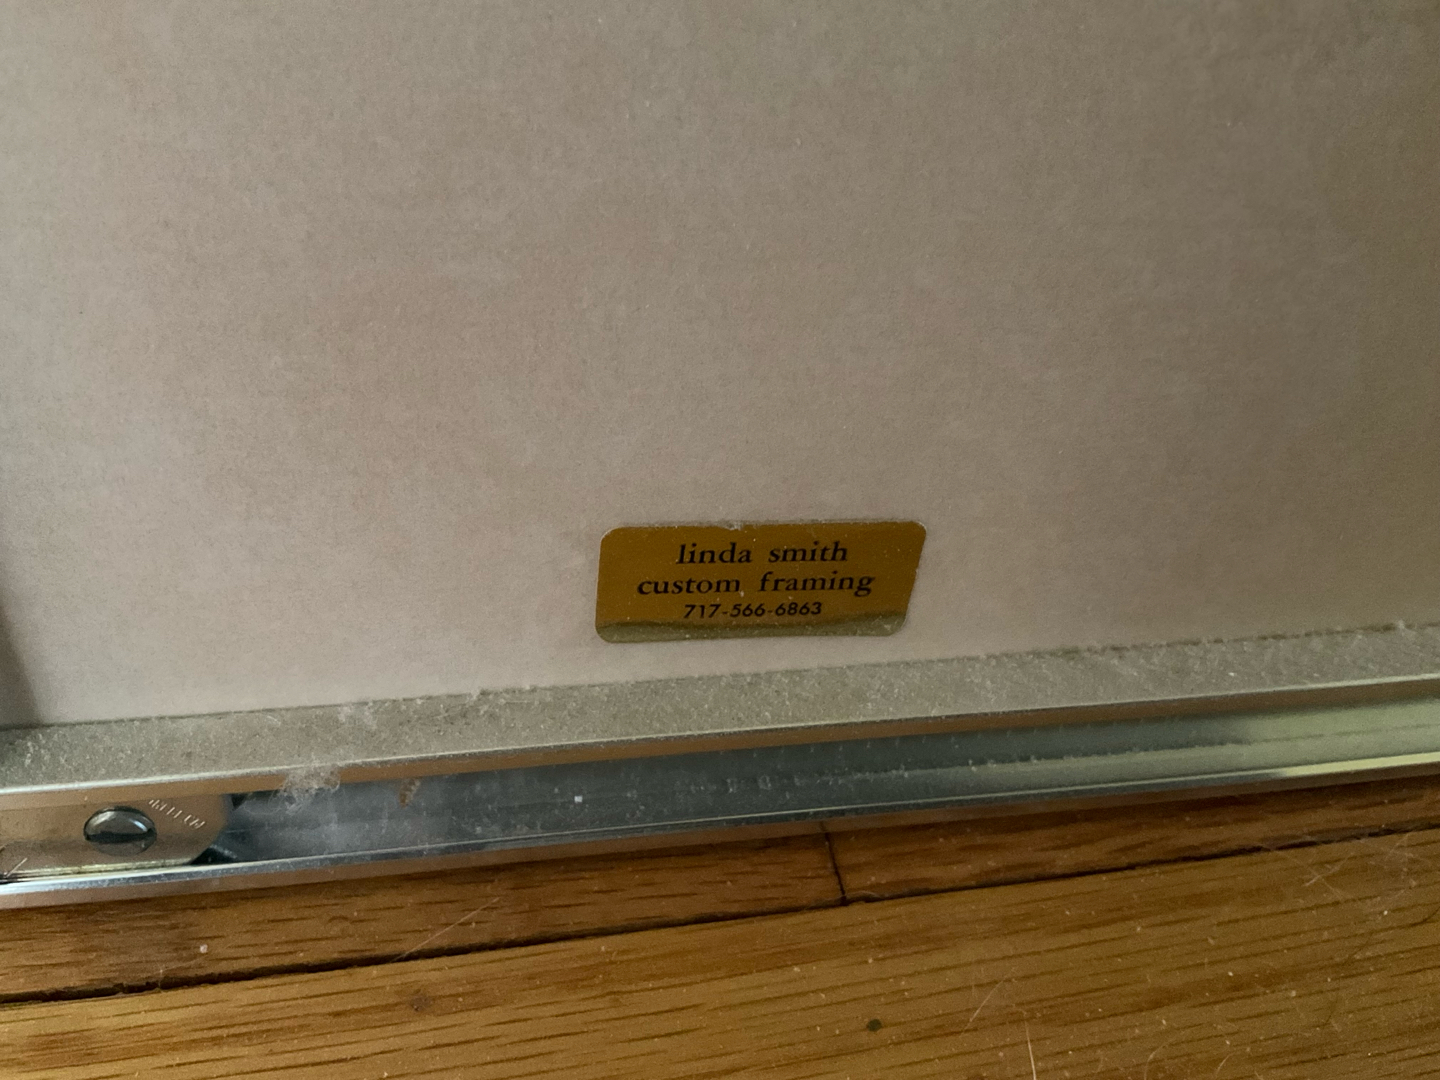 linda smith
custom framing
717-566-6863